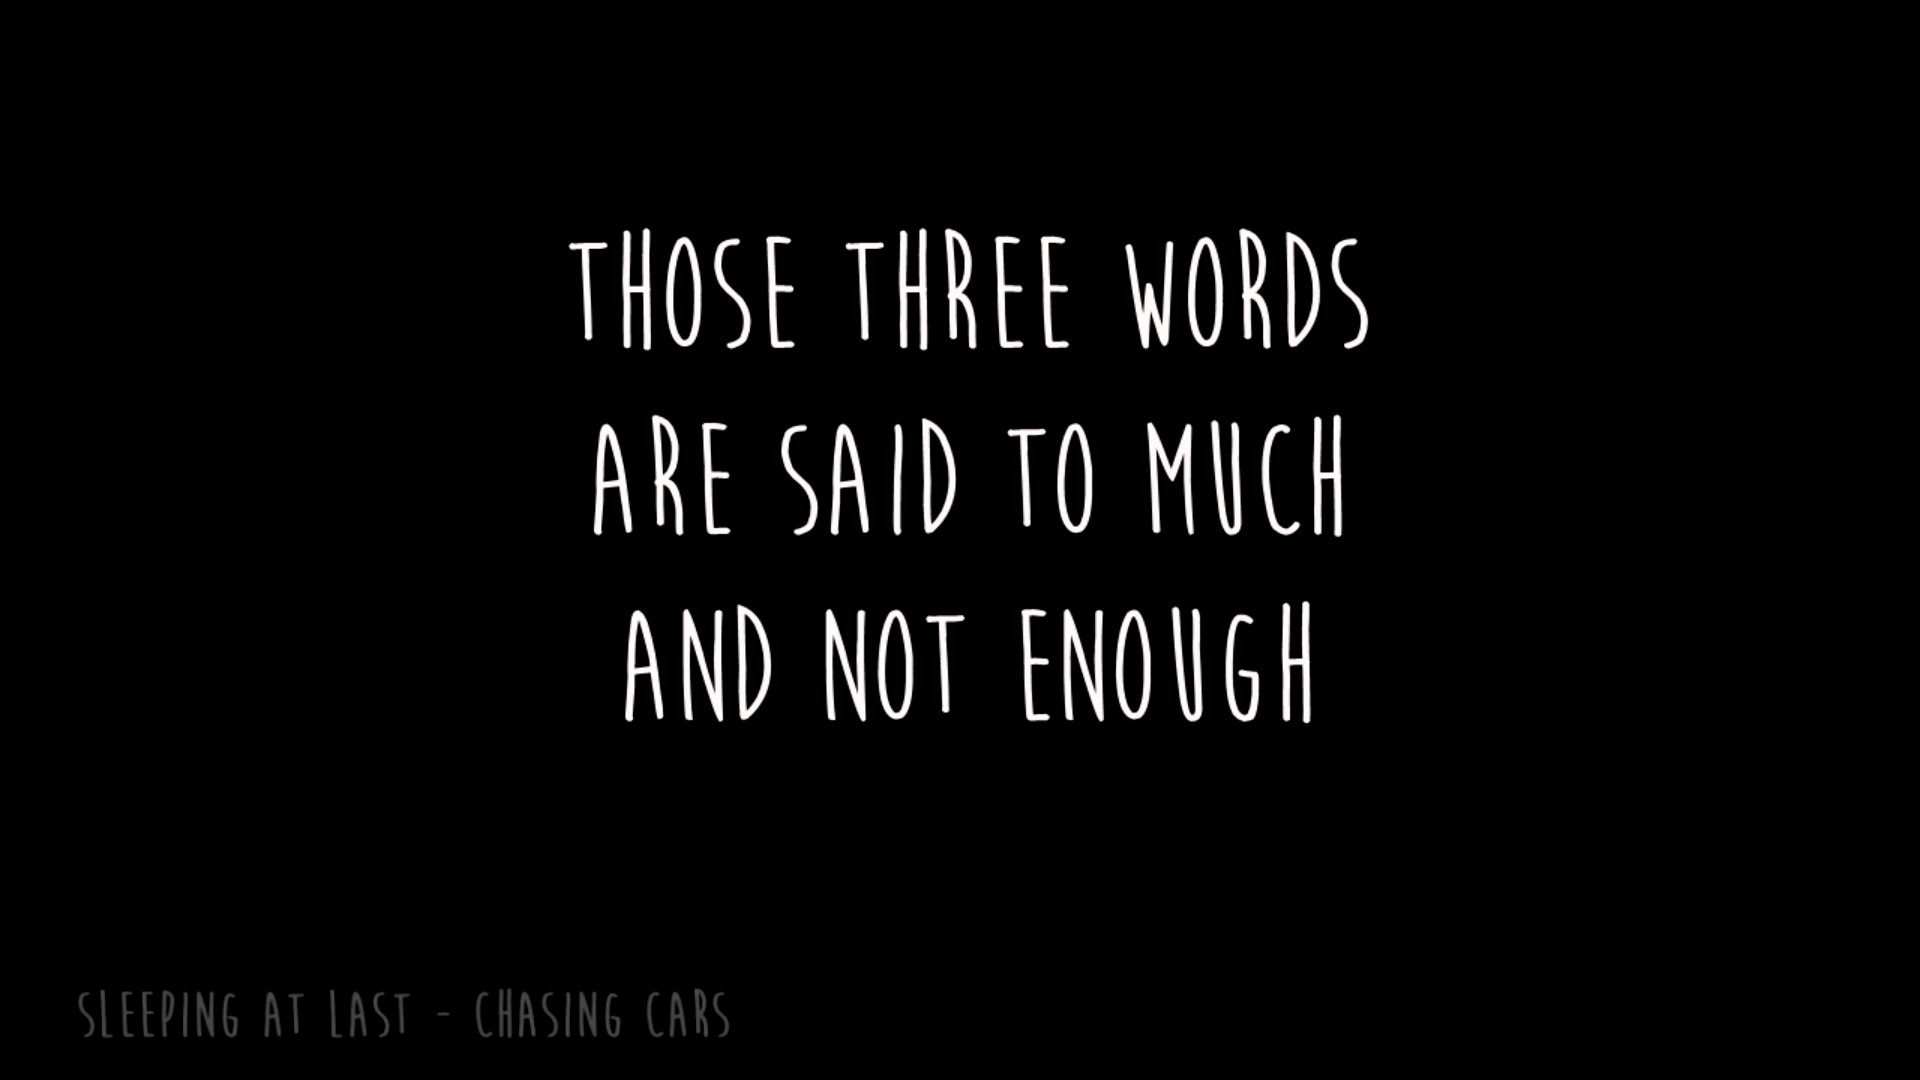 THOSE THREE WORDS
ARE SAID TO MUCH
AND NOT ENOUGH
SLEEPING AT LAST - CHASING CARS